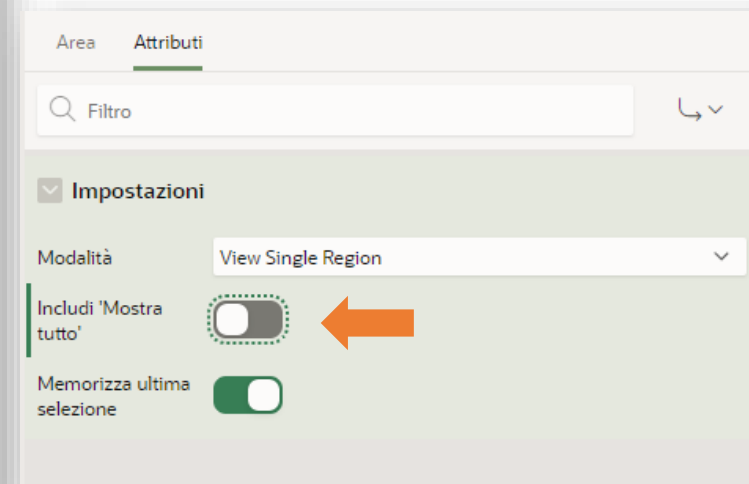 Area Attributi
Filtro
Impostazioni
Modalità View Single Region
Includi 'Mostra
tutto'
Memorizza ultima
selezione